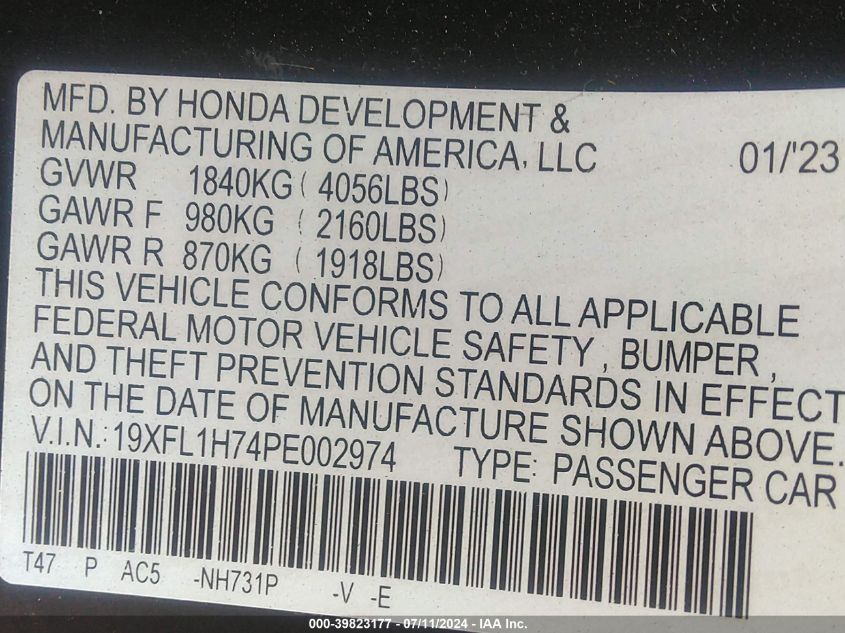 MFD. BY HONDA DEVELOPMENT &
MANUFACTURING OF AMERICA, LLC 01/'23
GVWR 1840KG ( 4056LBS)
GAWR F 980KG ( 2160LBS)
GAWR R 870KG ( 1918LBS)
THIS VEHICLE CONFORMS TO ALL APPLICABLE
FEDERAL MOTOR VEHICLE SAFETY , BUMPER ,
AND THEFT PREVENTION STANDARDS IN EFFECT
ON THE DATE OF MANUFACTURE SHOWN ABOVE.
V.I.N.: 19XFL1H74PE002974 TYPE: PASSENGER CAR
T47 P AC5 -NH731P -V -E
000-39823177 - 07/11/2024 - IAA Inc.